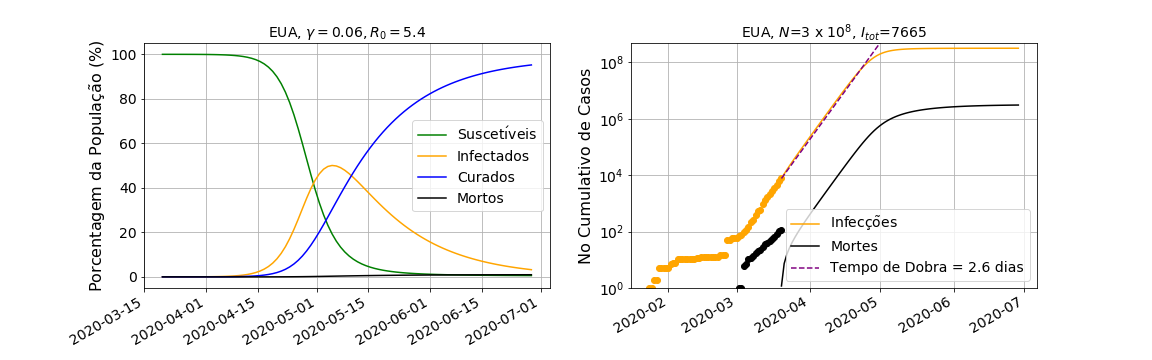 EUA, γ = 0.06, R₀ = 5.4
Porcentagem da População (%)
100
80
60
40
20
0
Suscetíveis
Infectados
Curados
Mortos
2020-03-15
2020-04-01
2020-04-15
2020-05-01
2020-05-15
2020-06-01
2020-06-15
2020-07-01
EUA, N=3 x 10⁸, Iₜₒₜ=7665
No Cumulativo de Casos
10⁸
10⁶
10⁴
10²
10⁰
Infecções
Mortes
Tempo de Dobra = 2.6 dias
2020-02
2020-03
2020-04
2020-05
2020-06
2020-07